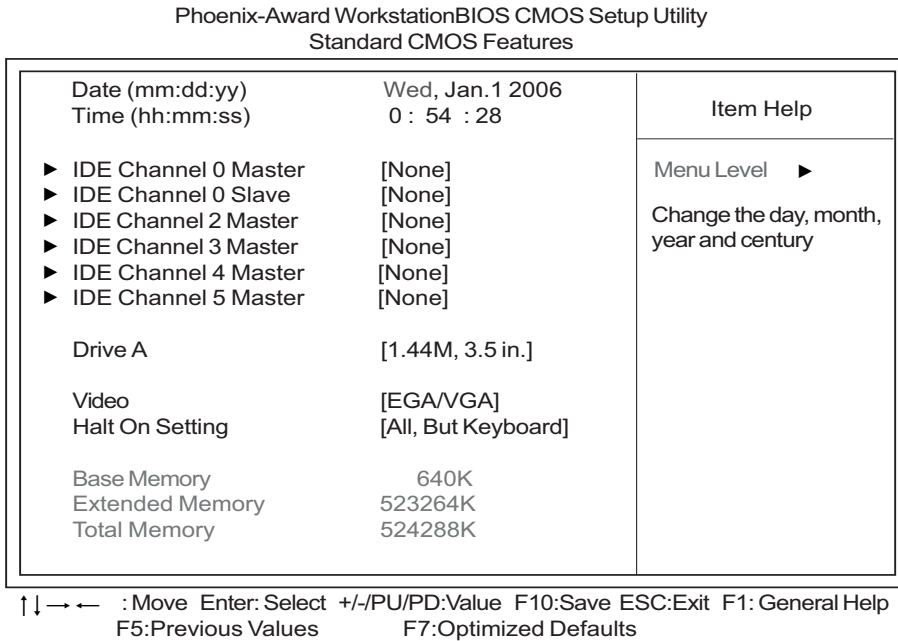 Phoenix-Award WorkstationBIOS CMOS Setup Utility
Standard CMOS Features
Date (mm:dd:yy) Wed, Jan.1 2006
Time (hh:mm:ss) 0 : 54 : 28
Item Help
► IDE Channel 0 Master [None]
► IDE Channel 0 Slave [None]
► IDE Channel 2 Master [None]
► IDE Channel 3 Master [None]
► IDE Channel 4 Master [None]
► IDE Channel 5 Master [None]
Menu Level ►
Change the day, month,
year and century
Drive A [1.44M, 3.5 in.]
Video [EGA/VGA]
Halt On Setting [All, But Keyboard]
Base Memory 640K
Extended Memory 523264K
Total Memory 524288K
↑↓→← : Move Enter: Select +/-/PU/PD:Value F10:Save ESC:Exit F1: General Help
F5:Previous Values F7:Optimized Defaults